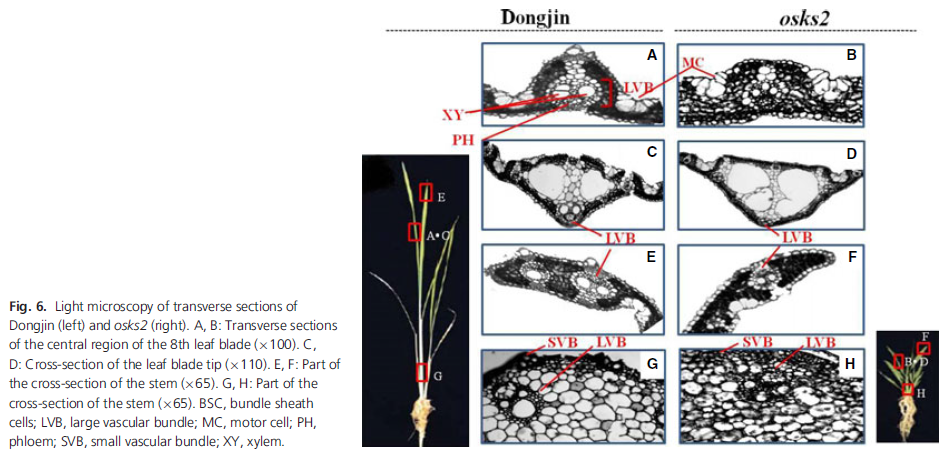 Dongjin
osks2
A
B
MC
LVB
XY
PH
C
D
LVB
LVB
E
F
SVB
LVB
SVB
LVB
G
H
E
A•C
G
F
B•D
H
Fig. 6. Light microscopy of transverse sections of
Dongjin (left) and osks2 (right). A, B: Transverse sections
of the central region of the 8th leaf blade (×100). C,
D: Cross-section of the leaf blade tip (×110). E, F: Part of
the cross-section of the stem (×65). G, H: Part of the
cross-section of the stem (×65). BSC, bundle sheath
cells; LVB, large vascular bundle; MC, motor cell; PH,
phloem; SVB, small vascular bundle; XY, xylem.